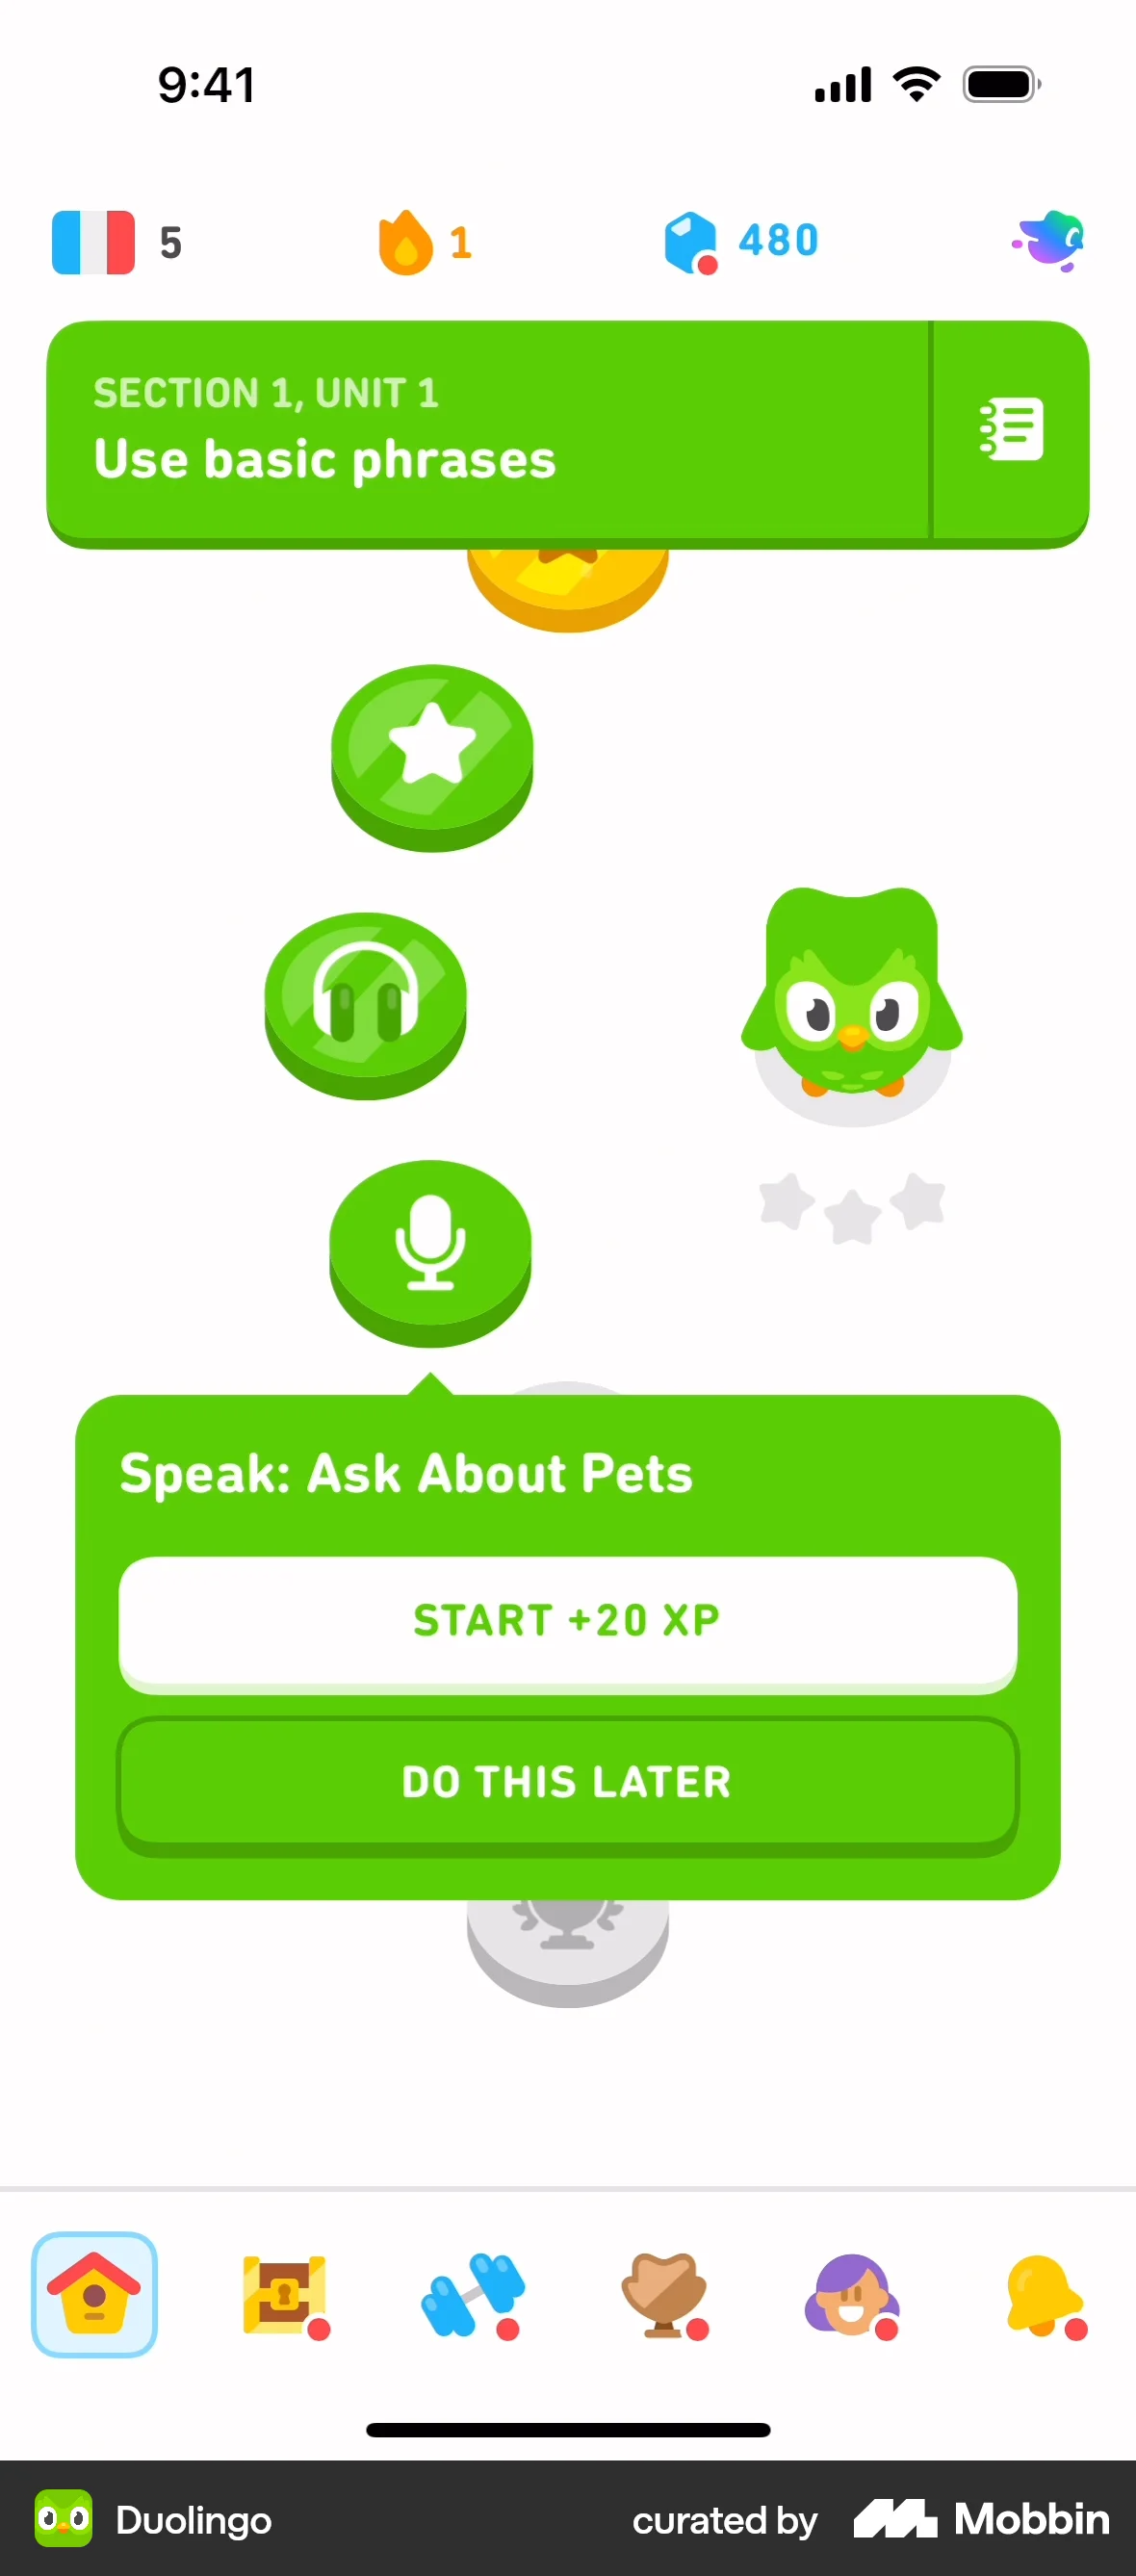 9:41
5
1
480
SECTION 1, UNIT 1
Use basic phrases
Speak: Ask About Pets
START +20 XP
DO THIS LATER
Duolingo
curated by
Mobbin